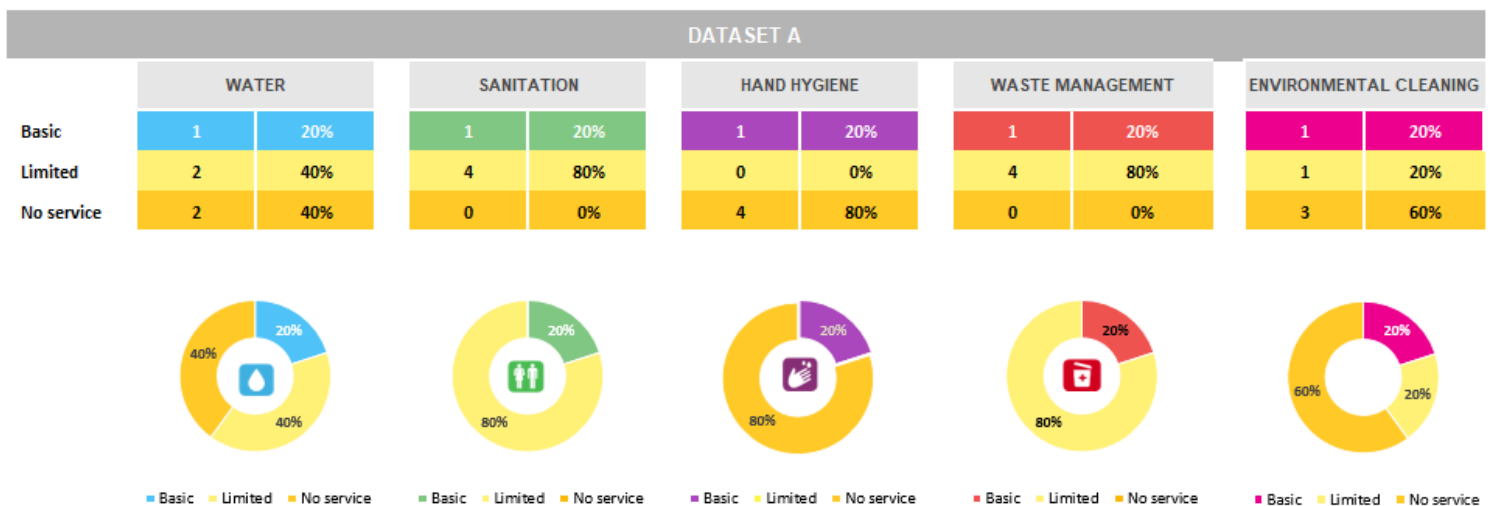 DATASET A
WATER SANITATION HAND HYGIENE WASTE MANAGEMENT ENVIRONMENTAL CLEANING
Basic 1 20% 1 20% 1 20% 1 20% 1 20%
Limited 2 40% 4 80% 0 0% 4 80% 1 20%
No service 2 40% 0 0% 4 80% 0 0% 3 60%
20% 40% 40%
20% 80%
20% 80%
20% 80%
20% 20% 60%
Basic Limited No service Basic Limited No service Basic Limited No service Basic Limited No service Basic Limited No service